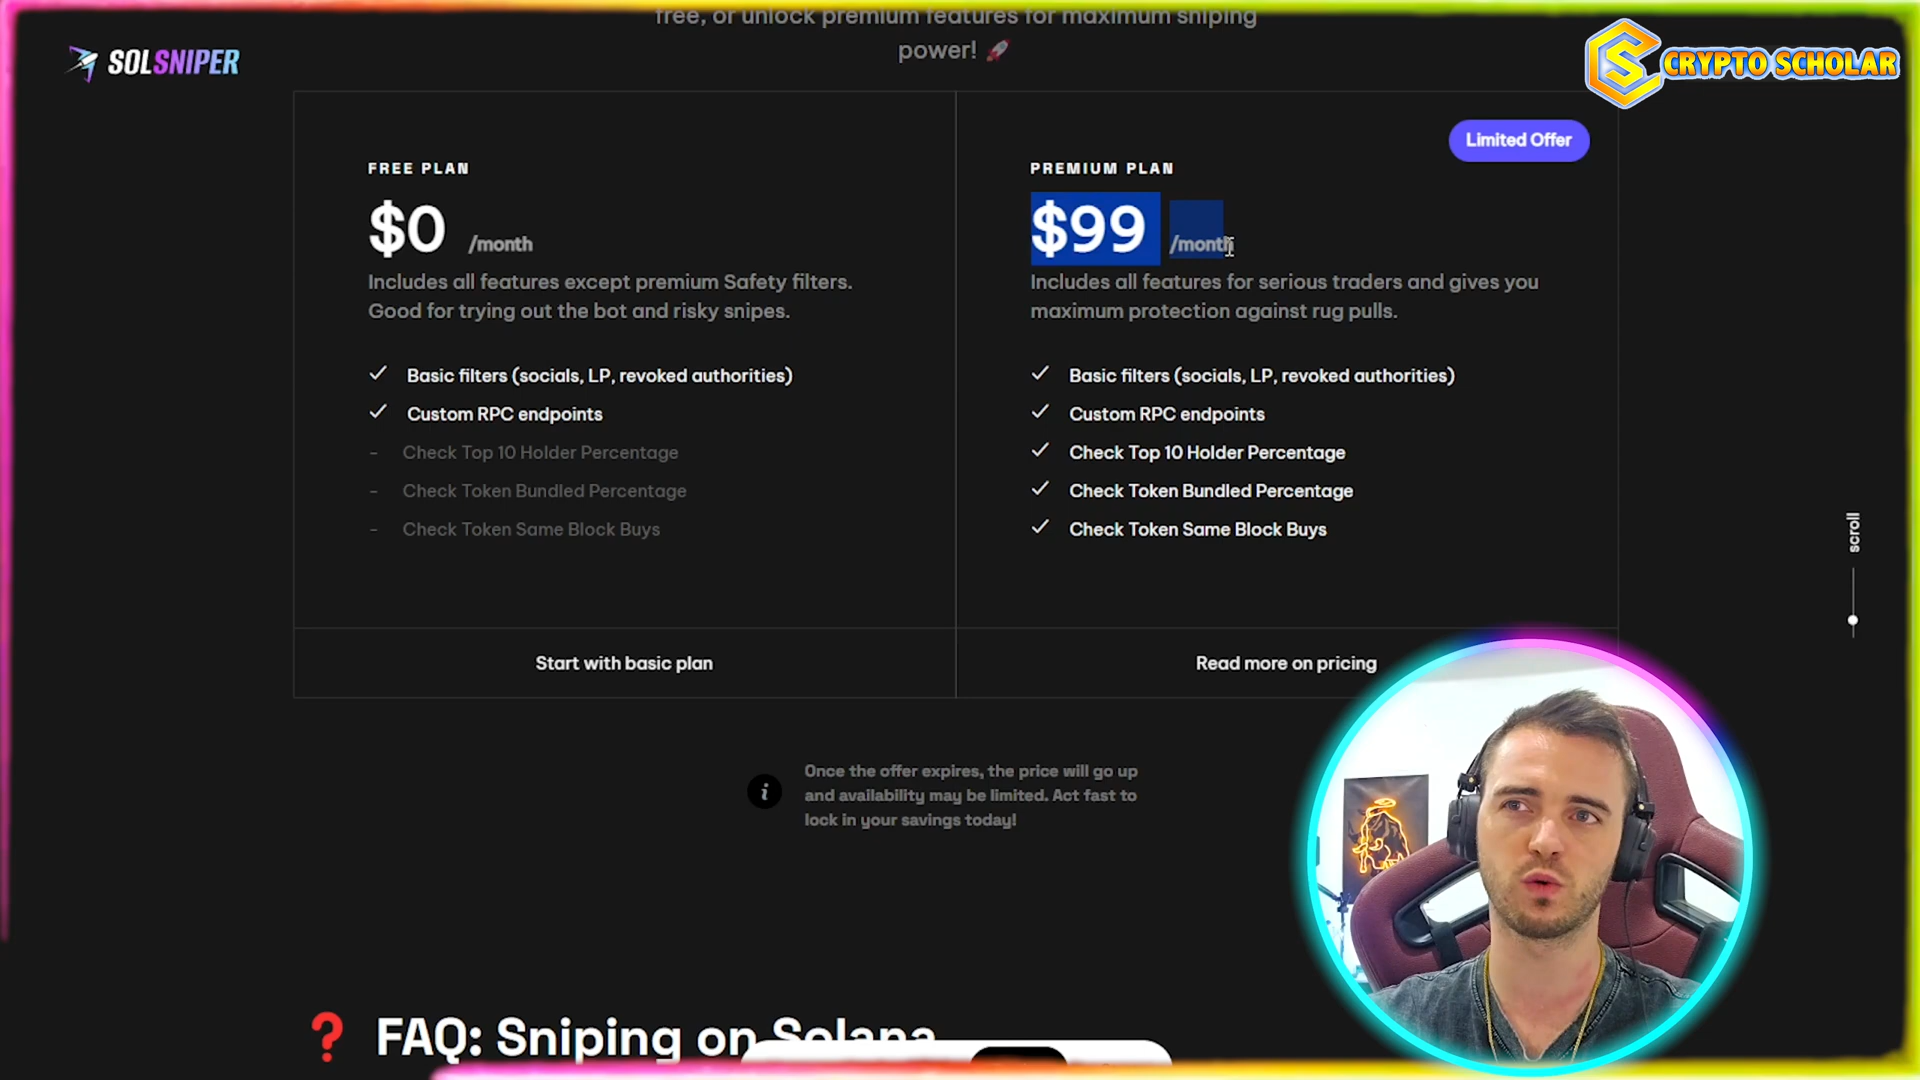 free, or unlock premium features for maximum sniping
power! 🚀
SOLSNIPER
CRYPTO SCHOLAR
Limited Offer
FREE PLAN
$0 /month
Includes all features except premium Safety filters.
Good for trying out the bot and risky snipes.
✓ Basic filters (socials, LP, revoked authorities)
✓ Custom RPC endpoints
- Check Top 10 Holder Percentage
- Check Token Bundled Percentage
- Check Token Same Block Buys
Start with basic plan
PREMIUM PLAN
$99 /month
Includes all features for serious traders and gives you
maximum protection against rug pulls.
✓ Basic filters (socials, LP, revoked authorities)
✓ Custom RPC endpoints
✓ Check Top 10 Holder Percentage
✓ Check Token Bundled Percentage
✓ Check Token Same Block Buys
Read more on pricing
scroll
Once the offer expires, the price will go up
and availability may be limited. Act fast to
lock in your savings today!
❓ FAQ: Sniping on Solana